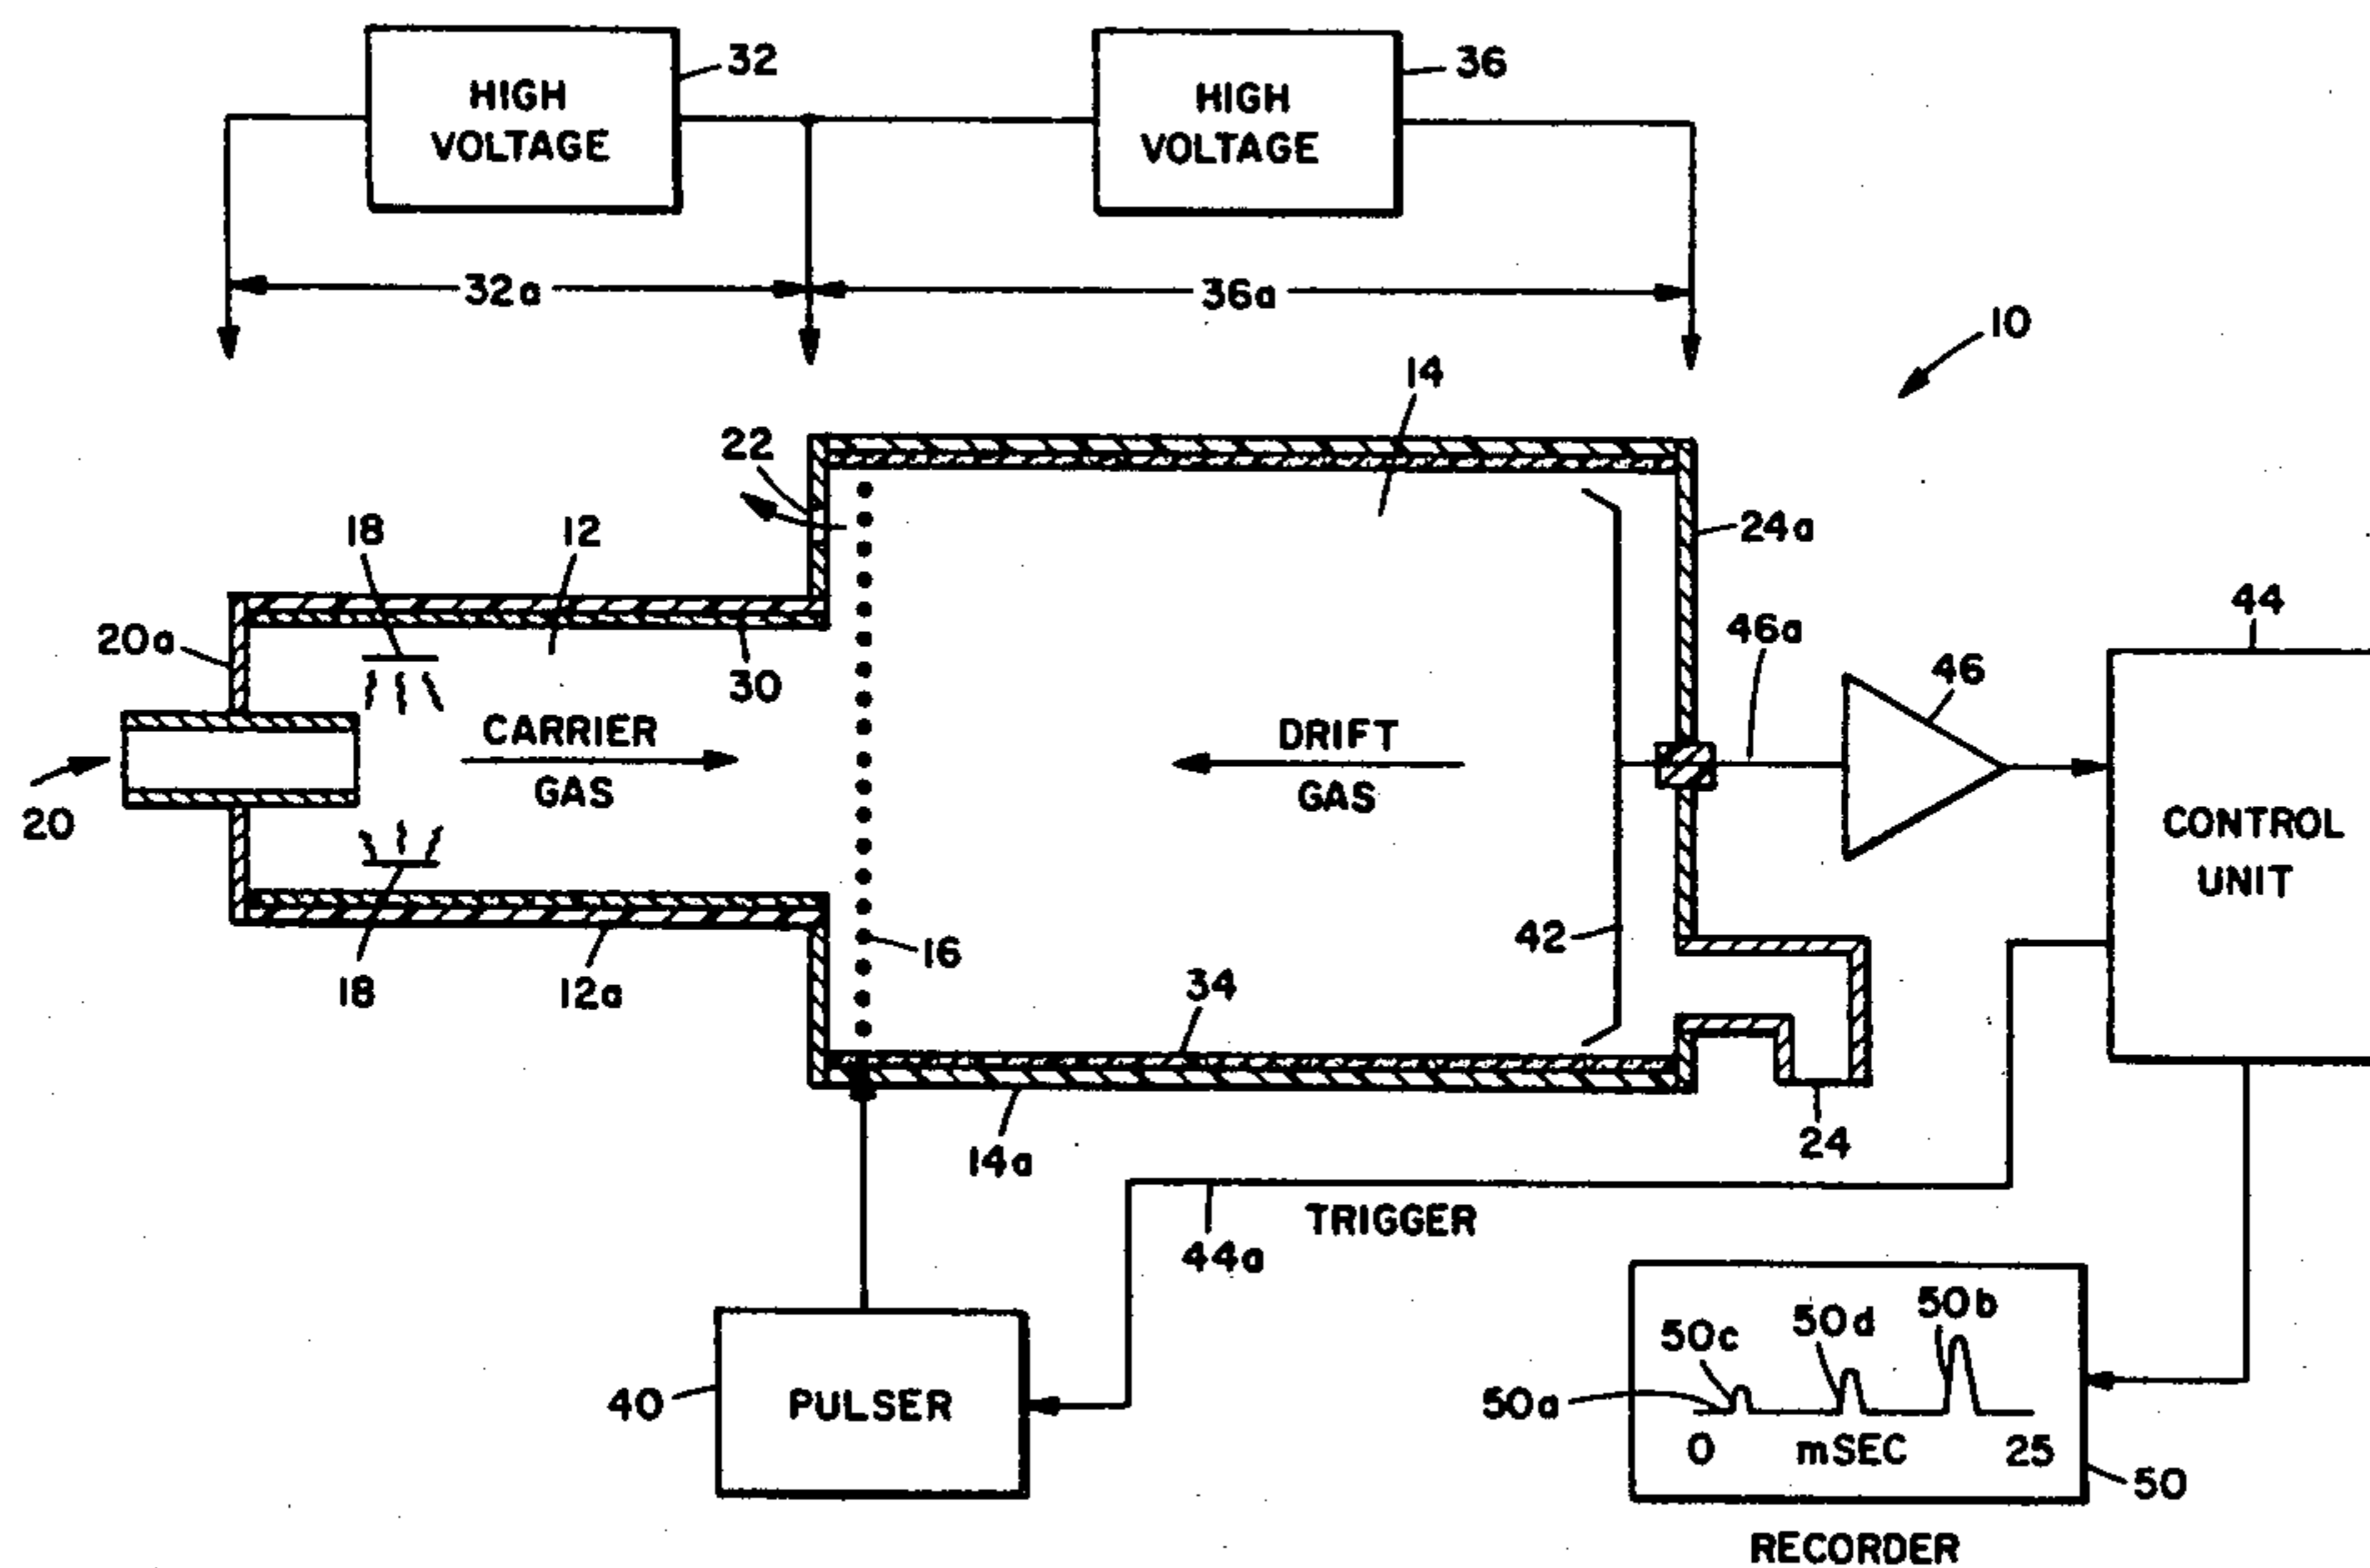 HIGH
VOLTAGE
32
HIGH
VOLTAGE
36
32a
36a
10
14
22
18
12
24a
20a
30
46a
46
44
CARRIER
GAS
DRIFT
GAS
20
CONTROL
UNIT
42
16
18
12a
34
14a
24
TRIGGER
44a
40
PULSER
50c
50d
50b
50a
0
mSEC
25
50
RECORDER